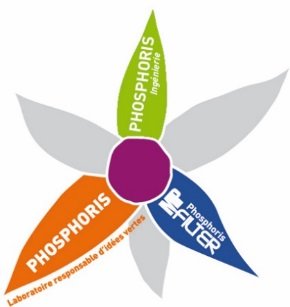 PHOSPHORIS
Ingénierie
PHOSPHORIS
Laboratoire responsable d'idées vertes
Phosphoris
FILTER